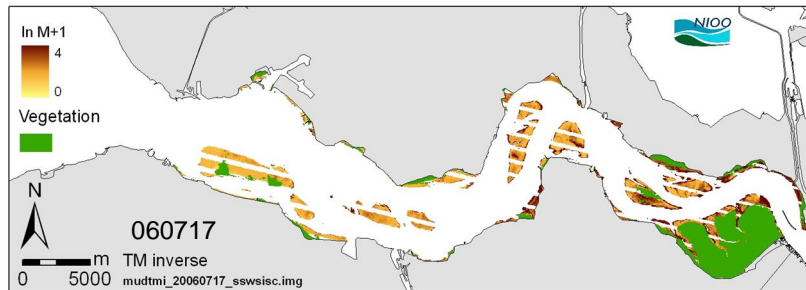 ln M+1
4
0
Vegetation
N
0 5000 m
060717
TM inverse
mudtmi_20060717_sswsisc.img
NIOO